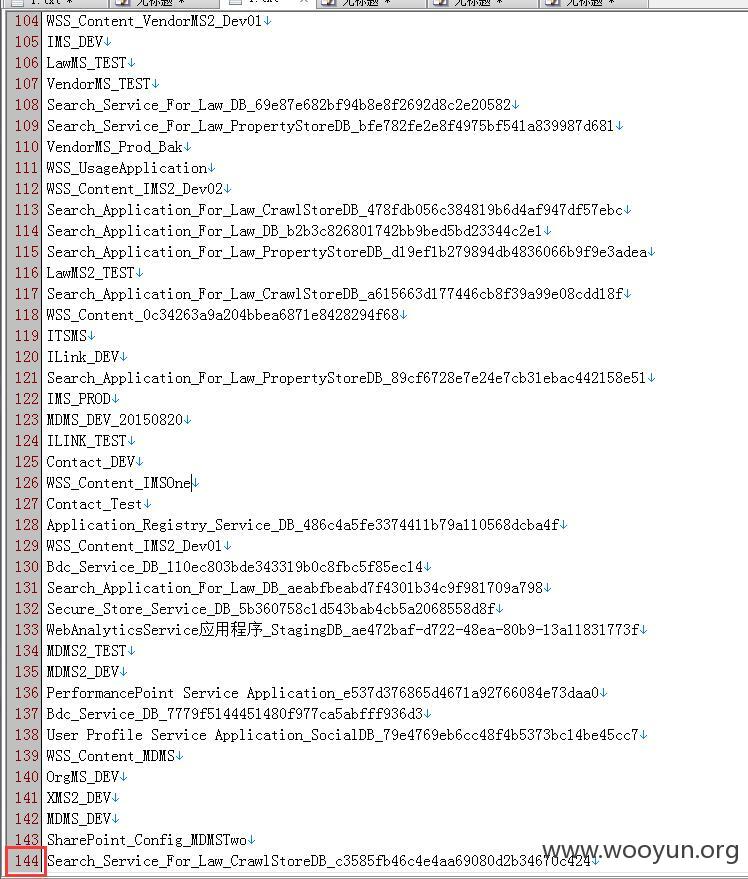 1.txt * 无标题 * 1.txt 无标题 * 无标题 * 无标题 *
104 WSS_Content_VendorMS2_Dev01↓
105 IMS_DEV↓
106 LawMS_TEST↓
107 VendorMS_TEST↓
108 Search_Service_For_Law_DB_69e87e682bf94b8e8f2692d8c2e20582↓
109 Search_Service_For_Law_PropertyStoreDB_bfe782fe2e8f4975bf541a839987d681↓
110 VendorMS_Prod_Bak↓
111 WSS_UsageApplication↓
112 WSS_Content_IMS2_Dev02↓
113 Search_Application_For_Law_CrawlStoreDB_478fdb056c384819b6d4af947df57ebc↓
114 Search_Application_For_Law_DB_b2b3c826801742bb9bed5bd23344c2e1↓
115 Search_Application_For_Law_PropertyStoreDB_d19ef1b279894db4836066b9f9e3adea↓
116 LawMS2_TEST↓
117 Search_Application_For_Law_CrawlStoreDB_a615663d177446cb8f39a99e08cdd18f↓
118 WSS_Content_0c34263a9a204bbea6871e8428294f68↓
119 ITSMS↓
120 ILink_DEV↓
121 Search_Application_For_Law_PropertyStoreDB_89cf6728e7e24e7cb31ebac442158e51↓
122 IMS_PROD↓
123 MDMS_DEV_20150820↓
124 ILINK_TEST↓
125 Contact_DEV↓
126 WSS_Content_IMSOne↓
127 Contact_Test↓
128 Application_Registry_Service_DB_486c4a5fe3374411b79a110568dcba4f↓
129 WSS_Content_IMS2_Dev01↓
130 Bdc_Service_DB_110ec803bde343319b0c8fbc5f85ec14↓
131 Search_Application_For_Law_DB_aeabfbeabd7f4301b34c9f981709a798↓
132 Secure_Store_Service_DB_5b360758c1d543bab4cb5a2068558d8f↓
133 WebAnalyticsService应用程序_StagingDB_ae472baf-d722-48ea-80b9-13a11831773f↓
134 MDMS2_TEST↓
135 MDMS2_DEV↓
136 PerformancePoint Service Application_e537d376865d4671a92766084e73daa0↓
137 Bdc_Service_DB_7779f5144451480f977ca5abfff936d3↓
138 User Profile Service Application_SocialDB_79e4769eb6cc48f4b5373bc14be45cc7↓
139 WSS_Content_MDMS↓
140 OrgMS_DEV↓
141 XMS2_DEV↓
142 MDMS_DEV↓
143 SharePoint_Config_MDMSTwo↓
144 Search_Service_For_Law_CrawlStoreDB_c3585fb46c4e4aa69080d2b34670c424↓
www.wooyun.org